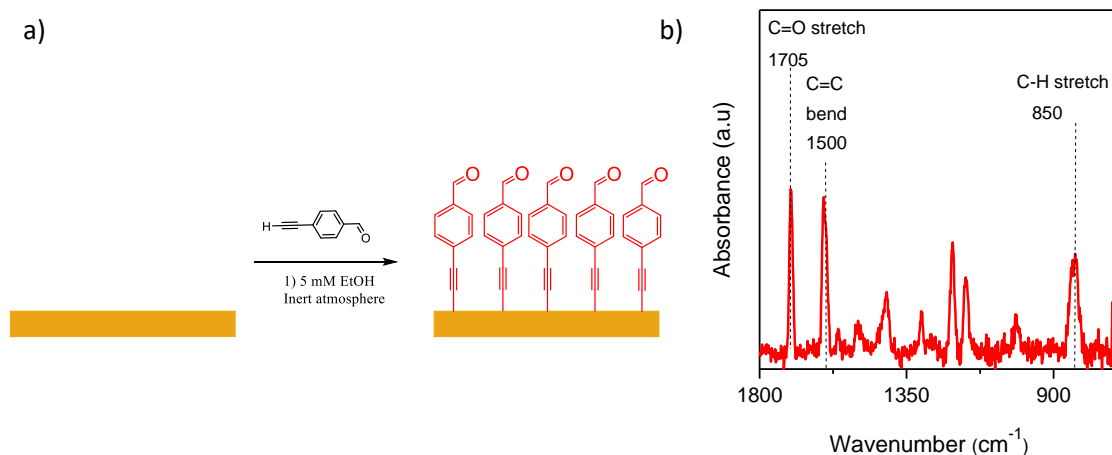 a)
H
O
1) 5 mM EtOH
Inert atmosphere
O O O O O
b)
C=O stretch
1705
C=C
bend
1500
C-H stretch
850
Absorbance (a.u)
1800 1350 900
Wavenumber (cm⁻¹)